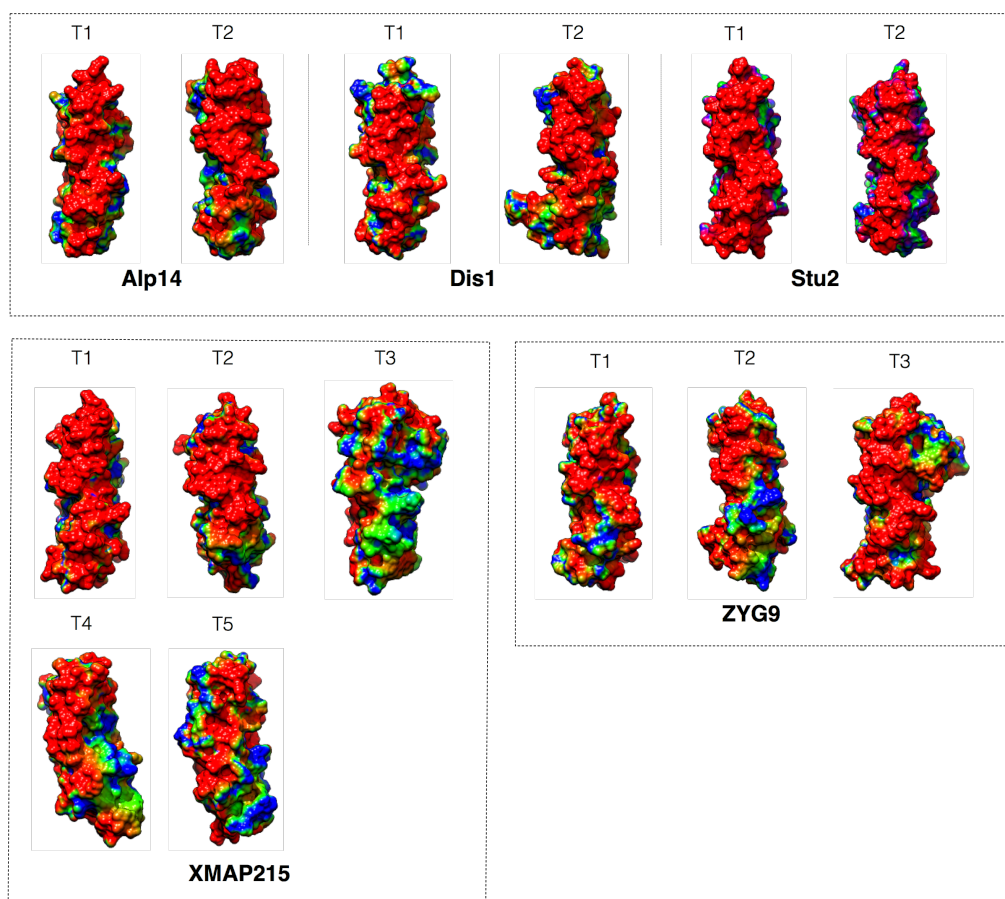 T1 T2 T1 T2 T1 T2
Alp14 Dis1 Stu2
T1 T2 T3
T4 T5
XMAP215
T1 T2 T3
ZYG9